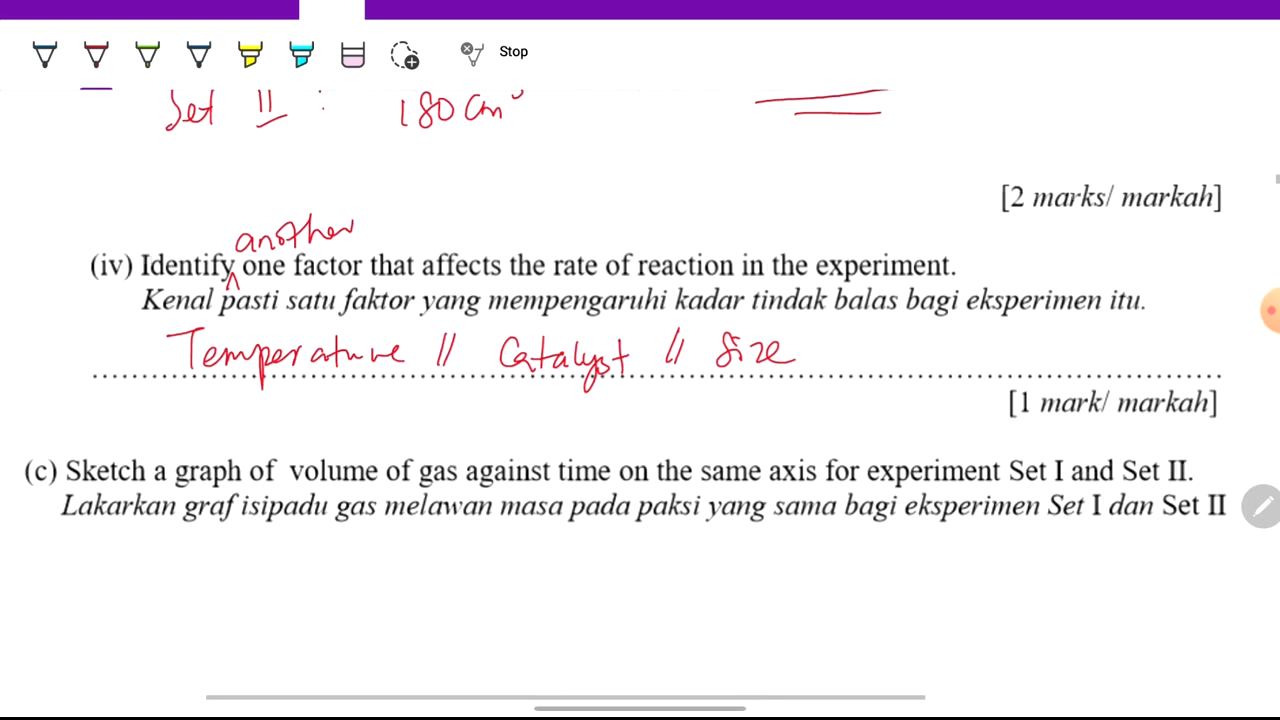 Stop
Set II : 180 cm³
[2 marks/ markah]
another
(iv) Identify one factor that affects the rate of reaction in the experiment.
Kenal pasti satu faktor yang mempengaruhi kadar tindak balas bagi eksperimen itu.
Temperature // Catalyst // Size
[1 mark/ markah]
(c) Sketch a graph of volume of gas against time on the same axis for experiment Set I and Set II.
Lakarkan graf isipadu gas melawan masa pada paksi yang sama bagi eksperimen Set I dan Set II